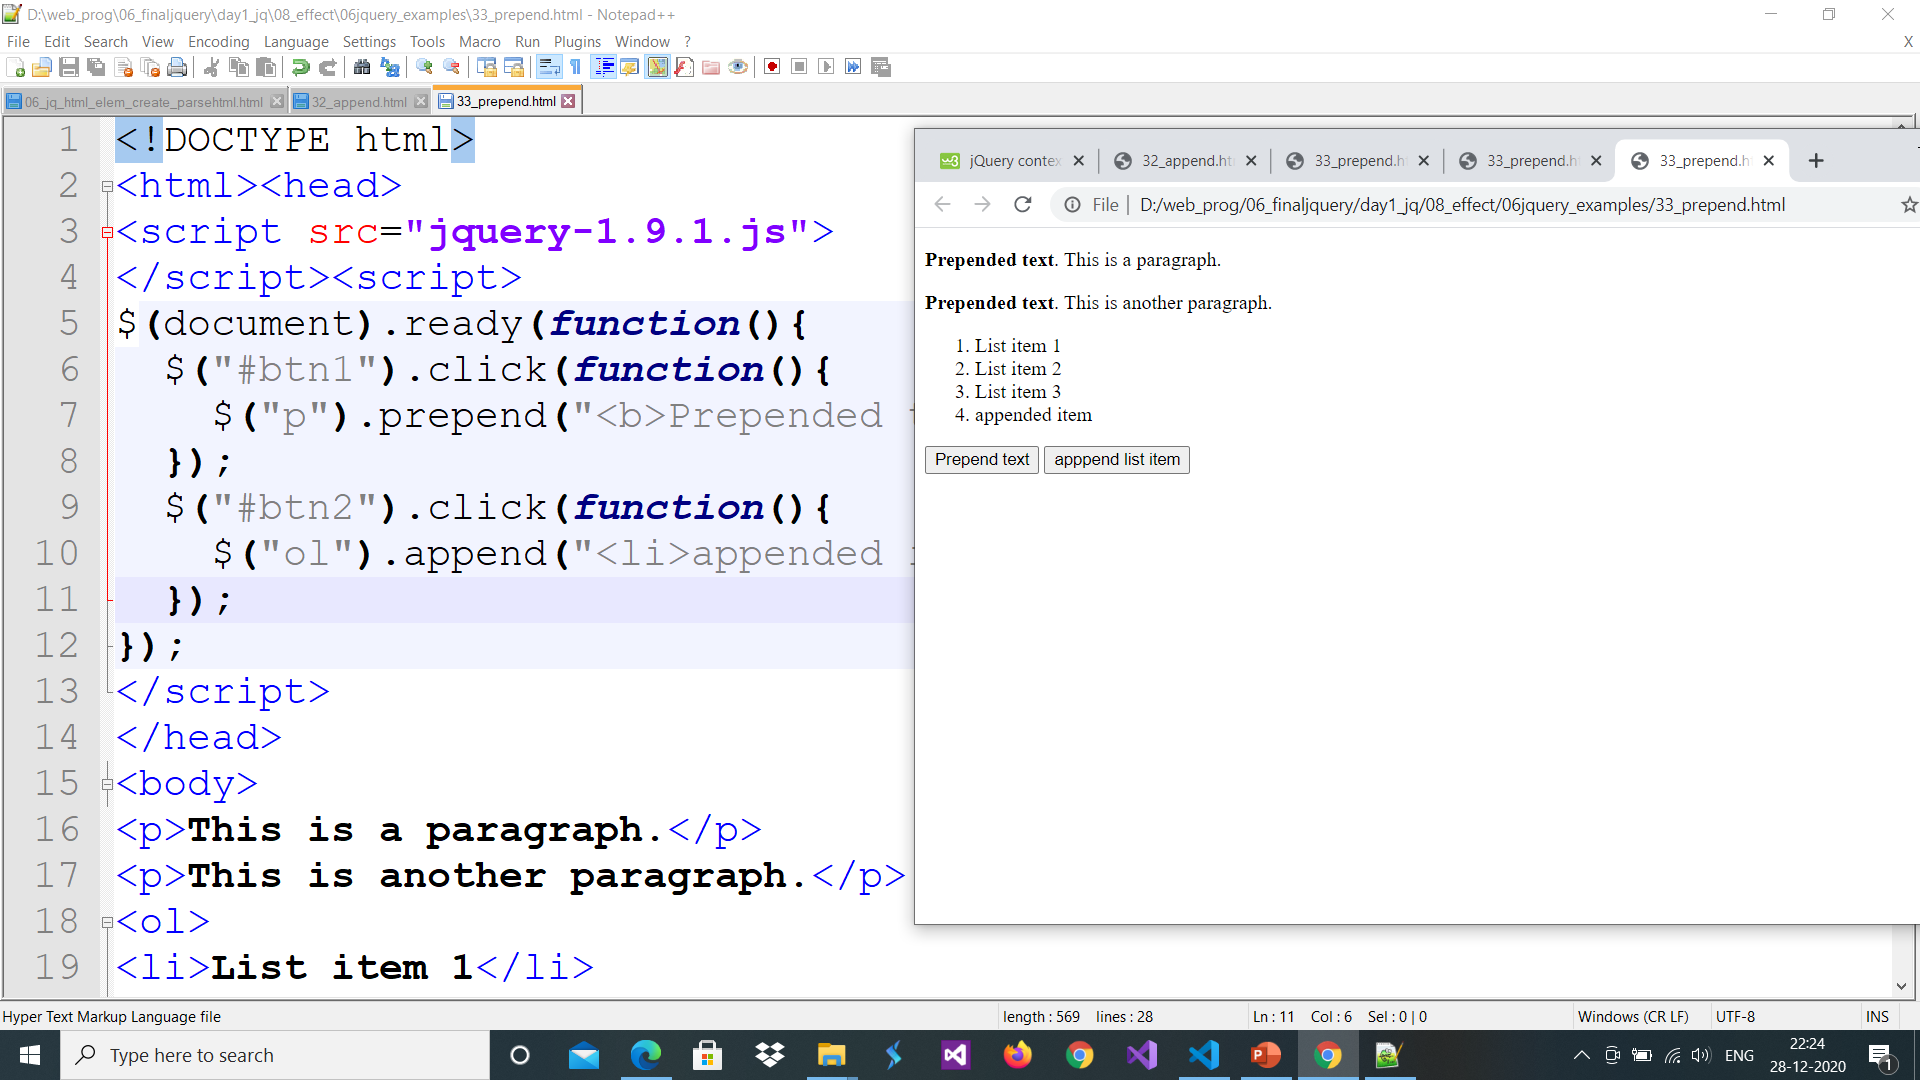 D:\web_prog\06_finaljquery\day1_jq\08_effect\06jquery_examples\33_prepend.html - Notepad++
File Edit Search View Encoding Language Settings Tools Macro Run Plugins Window ? X
06_jq_html_elem_create_parsehtml.html 32_append.html 33_prepend.html
1 <!DOCTYPE html>
2 <html><head>
3 <script src="jquery-1.9.1.js">
4 </script><script>
5 $(document).ready(function(){
6 $("#btn1").click(function(){
7 $("p").prepend("<b>Prepended
8 });
9 $("#btn2").click(function(){
10 $("ol").append("<li>appended
11 });
12 });
13 </script>
14 </head>
15 <body>
16 <p>This is a paragraph.</p>
17 <p>This is another paragraph.</p>
18 <ol>
19 <li>List item 1</li>
jQuery contex 32_append.ht 33_prepend.h 33_prepend.h 33_prepend.h
File D:/web_prog/06_finaljquery/day1_jq/08_effect/06jquery_examples/33_prepend.html
Prepended text. This is a paragraph.
Prepended text. This is another paragraph.
1. List item 1
2. List item 2
3. List item 3
4. appended item
Prepend text apppend list item
Hyper Text Markup Language file length : 569 lines : 28 Ln : 11 Col : 6 Sel : 0 | 0 Windows (CR LF) UTF-8 INS
Type here to search ENG 22:24
28-12-2020 1